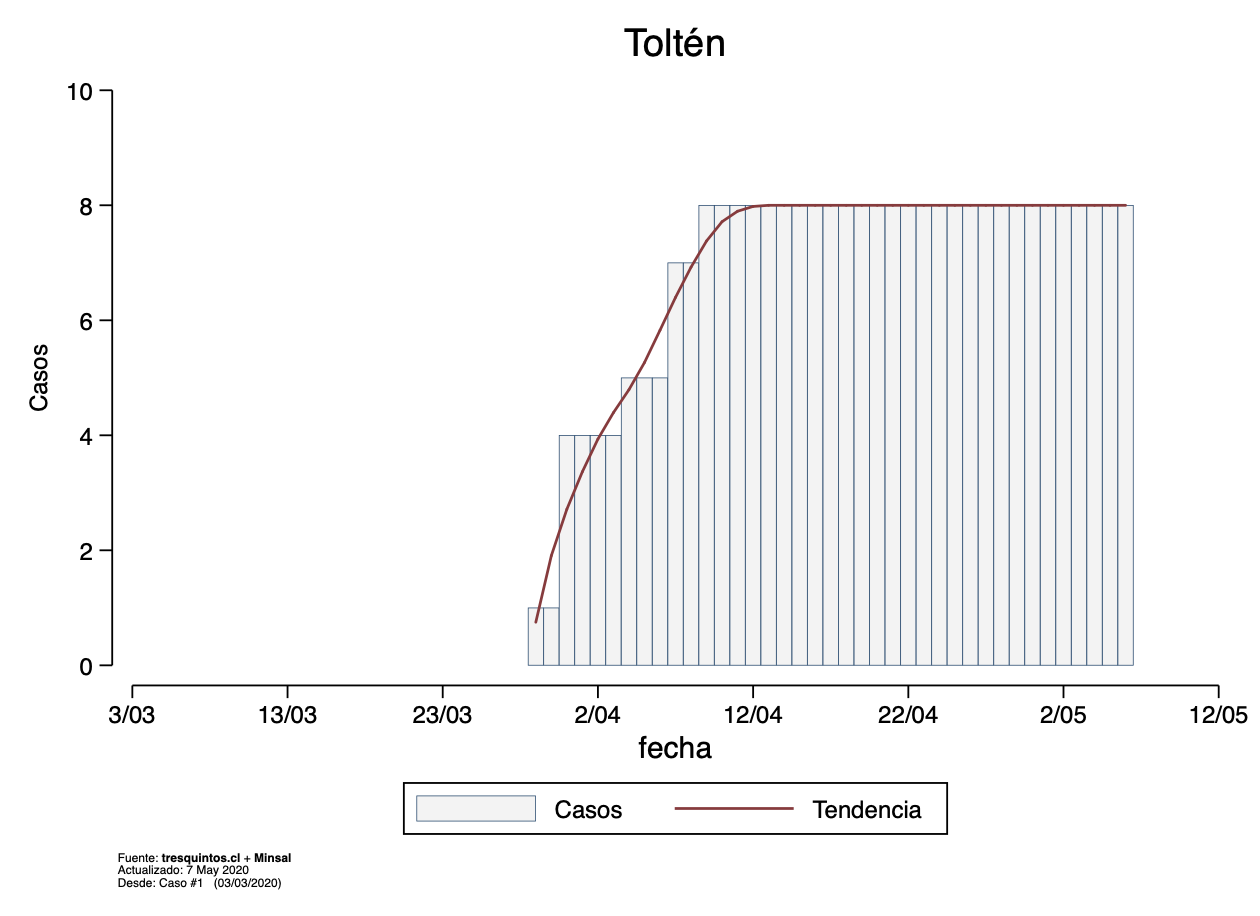 Toltén
10
8
6
4
2
0
Casos
3/03 13/03 23/03 2/04 12/04 22/04 2/05 12/05
fecha
Casos Tendencia
Fuente: tresquintos.cl + Minsal
Actualizado: 7 May 2020
Desde: Caso #1 (03/03/2020)